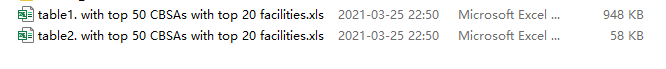 table1. with top 50 CBSAs with top 20 facilities.xls 2021-03-25 22:50 Microsoft Excel ... 948 KB
table2. with top 50 CBSAs with top 20 facilities.xls 2021-03-25 22:50 Microsoft Excel ... 58 KB